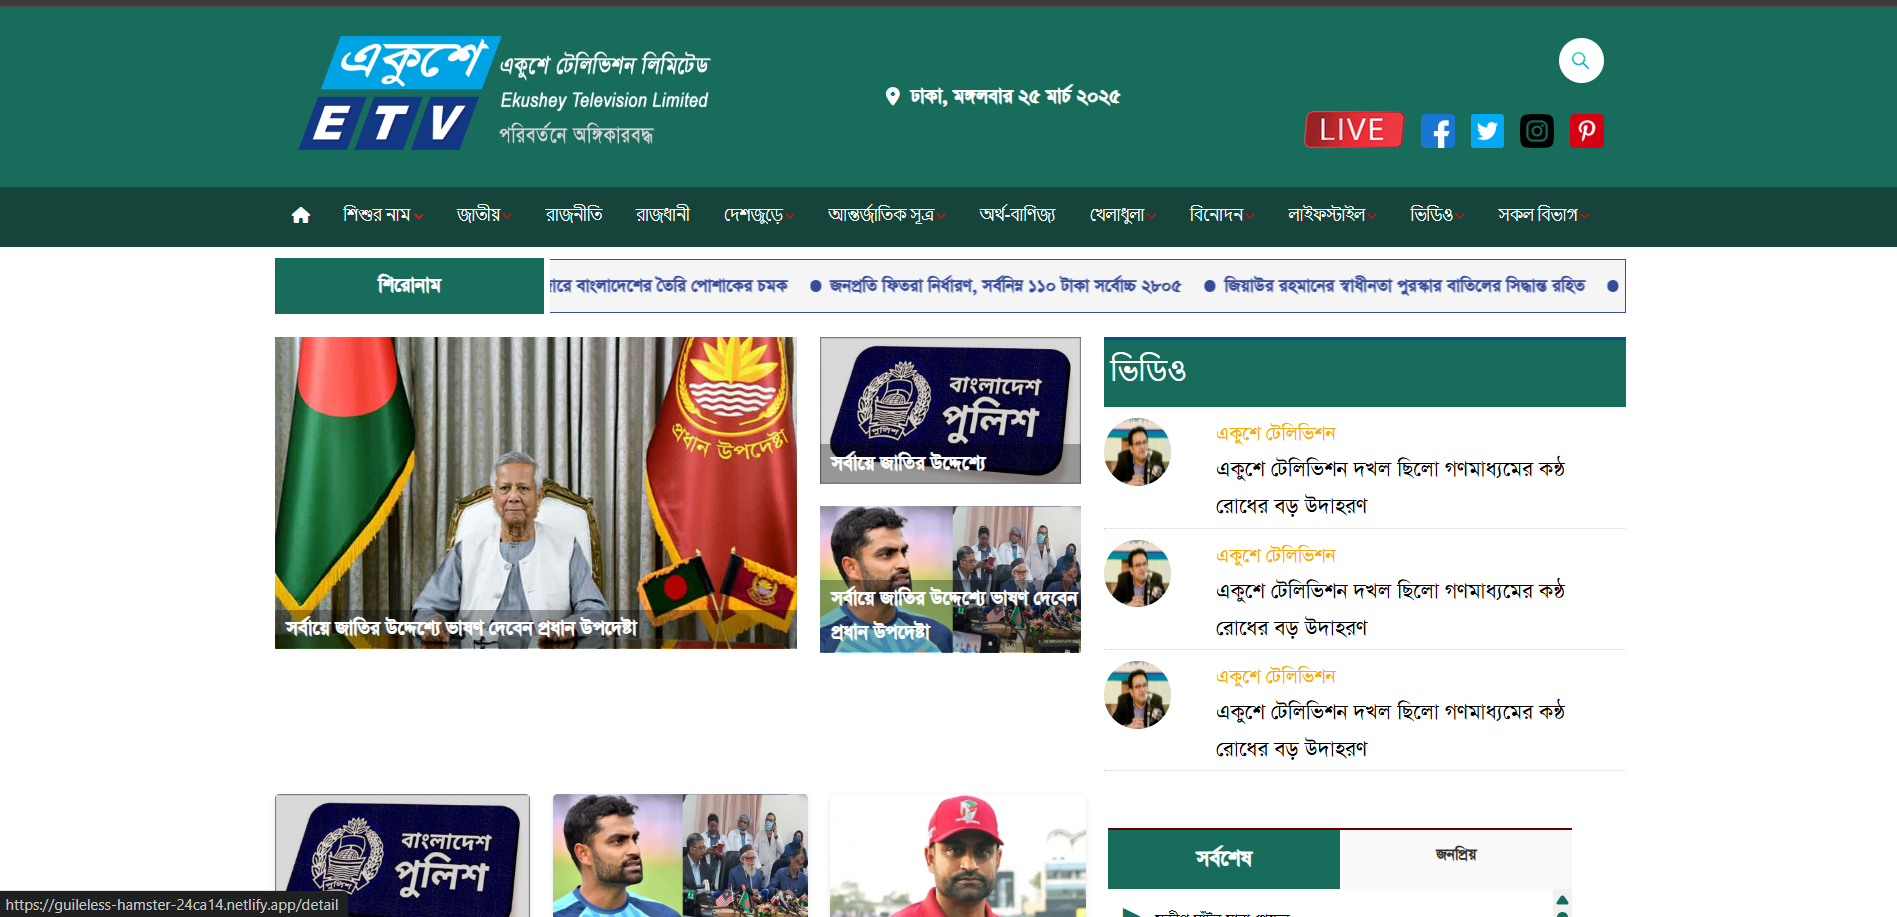 একুশে
ETV
একুশে টেলিভিশন লিমিটেড
Ekushey Television Limited
পরিবর্তনে অঙ্গিকারবদ্ধ
ঢাকা, মঙ্গলবার ২৫ মার্চ ২০২৫
LIVE
শিশুর নাম
জাতীয়
রাজনীতি
রাজধানী
দেশজুড়ে
আন্তর্জাতিক সূত্র
অর্থ-বাণিজ্য
খেলাধুলা
বিনোদন
লাইফস্টাইল
ভিডিও
সকল বিভাগ
শিরোনাম
বাংলাদেশের তৈরি পোশাকের চমক ● জনপ্রতি ফিতরা নির্ধারণ, সর্বনিম্ন ১১০ টাকা সর্বোচ্চ ২৮০৫ ● জিয়াউর রহমানের স্বাধীনতা পুরস্কার বাতিলের সিদ্ধান্ত রহিত ●
প্রধান উপদেষ্টা
সর্বায়ে জাতির উদ্দেশ্যে ভাষণ দেবেন প্রধান উপদেষ্টা
বাংলাদেশ
পুলিশ
পুলিশ
সর্বায়ে জাতির উদ্দেশ্যে
সর্বায়ে জাতির উদ্দেশ্যে ভাষণ দেবেন
প্রধান উপদেষ্টা
ভিডিও
একুশে টেলিভিশন
একুশে টেলিভিশন দখল ছিলো গণমাধ্যমের কন্ঠ
রোধের বড় উদাহরণ
একুশে টেলিভিশন
একুশে টেলিভিশন দখল ছিলো গণমাধ্যমের কন্ঠ
রোধের বড় উদাহরণ
একুশে টেলিভিশন
একুশে টেলিভিশন দখল ছিলো গণমাধ্যমের কন্ঠ
রোধের বড় উদাহরণ
বাংলাদেশ
পুলিশ
পুলিশ
সর্বশেষ
জনপ্রিয়
https://guileless-hamster-24ca14.netlify.app/detail